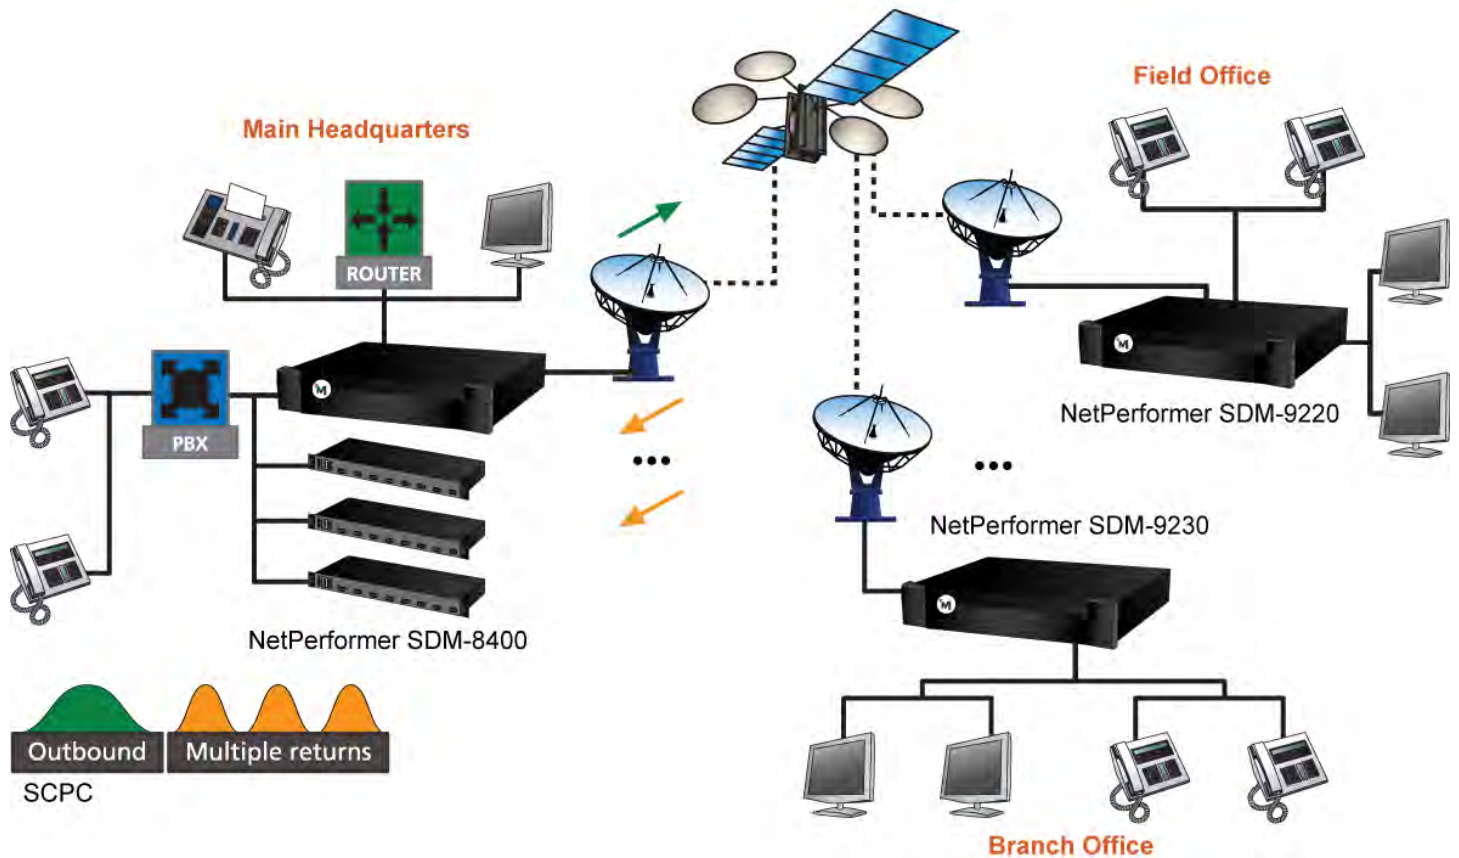 Field Office
Main Headquarters
ROUTER
PBX
M
M
NetPerformer SDM-9220
NetPerformer SDM-9230
M
NetPerformer SDM-8400
Outbound
Multiple returns
SCPC
Branch Office